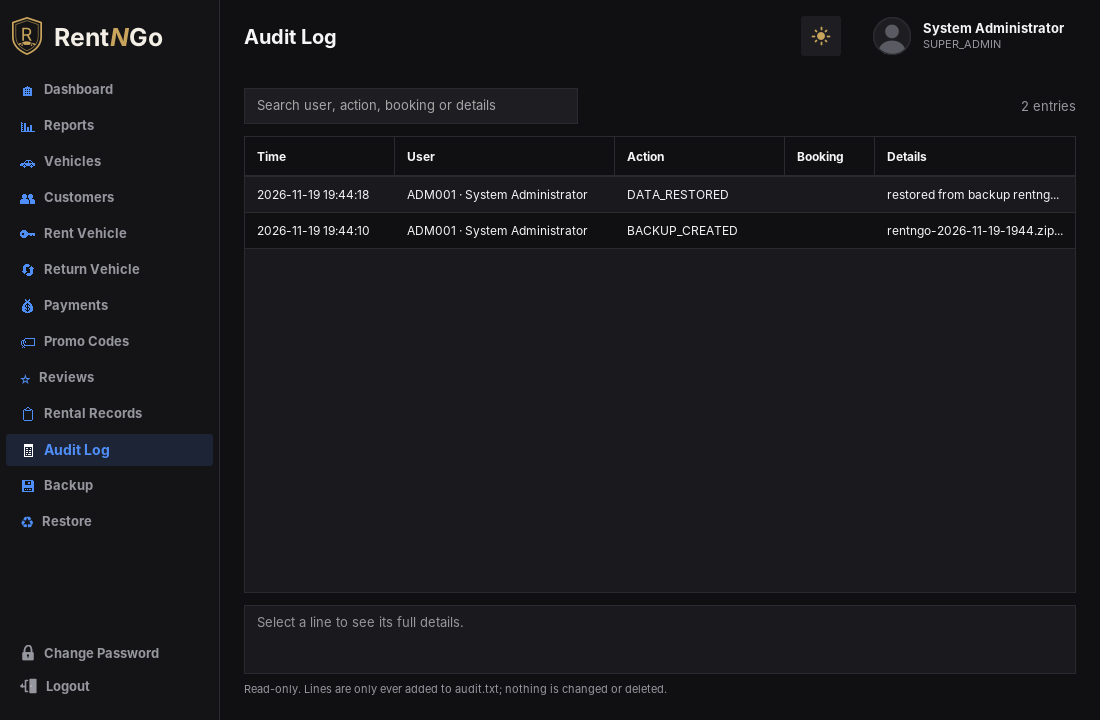 RentNGo
Dashboard
Reports
Vehicles
Customers
Rent Vehicle
Return Vehicle
Payments
Promo Codes
Reviews
Rental Records
Audit Log
Backup
Restore
Change Password
Logout
Audit Log
System Administrator
SUPER_ADMIN
Search user, action, booking or details
2 entries
Time User Action Booking Details
2026-11-19 19:44:18 ADM001 · System Administrator DATA_RESTORED restored from backup rentng...
2026-11-19 19:44:10 ADM001 · System Administrator BACKUP_CREATED rentngo-2026-11-19-1944.zip...
Select a line to see its full details.
Read-only. Lines are only ever added to audit.txt; nothing is changed or deleted.